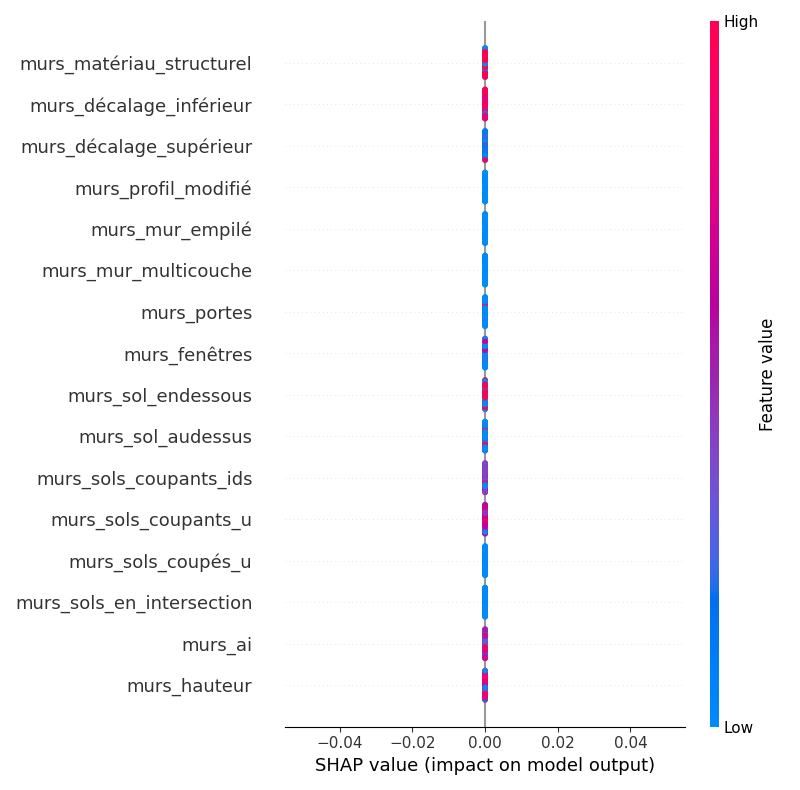 High
murs_matériau_structurel
murs_décalage_inférieur
murs_décalage_supérieur
murs_profil_modifié
murs_mur_empilé
murs_mur_multicouche
murs_portes
murs_fenêtres
murs_sol_endessous
murs_sol_audessus
murs_sols_coupants_ids
murs_sols_coupants_u
murs_sols_coupés_u
murs_sols_en_intersection
murs_ai
murs_hauteur
Feature value
Low
−0.04 −0.02 0.00 0.02 0.04
SHAP value (impact on model output)